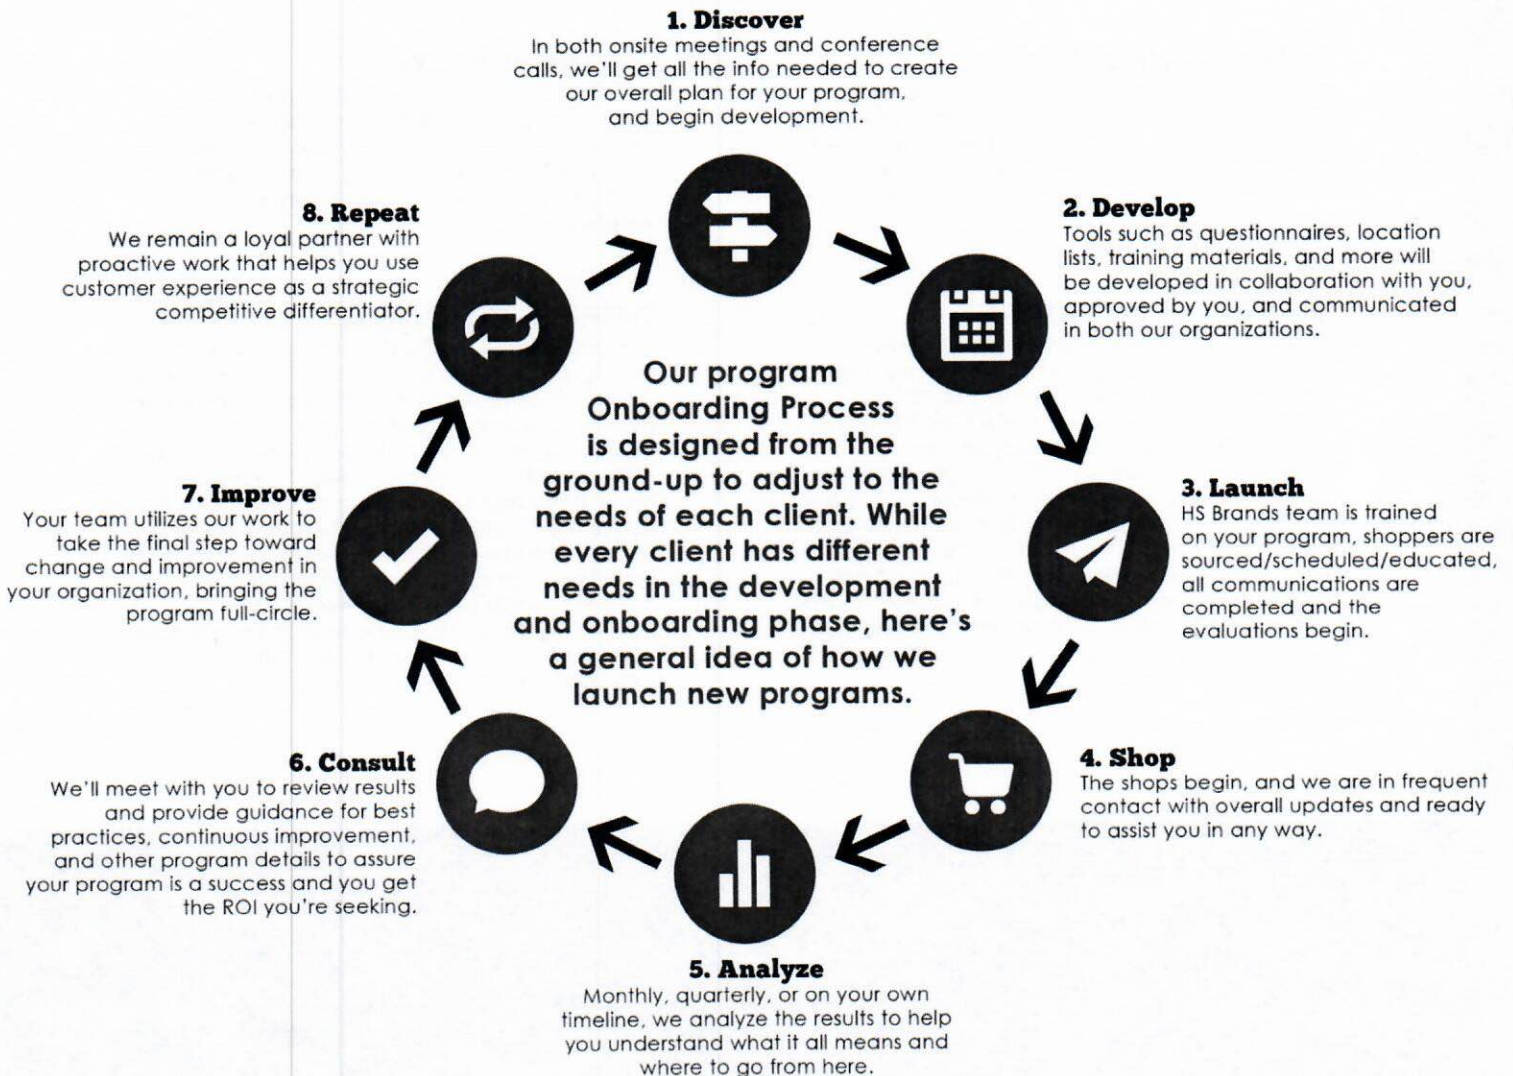 1. Discover
In both onsite meetings and conference
calls, we'll get all the info needed to create
our overall plan for your program,
and begin development.
2. Develop
Tools such as questionnaires, location
lists, training materials, and more will
be developed in collaboration with you,
approved by you, and communicated
in both our organizations.
3. Launch
HS Brands team is trained
on your program, shoppers are
sourced/scheduled/educated,
all communications are
completed and the
evaluations begin.
4. Shop
The shops begin, and we are in frequent
contact with overall updates and ready
to assist you in any way.
5. Analyze
Monthly, quarterly, or on your own
timeline, we analyze the results to help
you understand what it all means and
where to go from here.
6. Consult
We'll meet with you to review results
and provide guidance for best
practices, continuous improvement,
and other program details to assure
your program is a success and you get
the ROI you're seeking.
7. Improve
Your team utilizes our work to
take the final step toward
change and improvement in
your organization, bringing the
program full-circle.
8. Repeat
We remain a loyal partner with
proactive work that helps you use
customer experience as a strategic
competitive differentiator.
Our program
Onboarding Process
is designed from the
ground-up to adjust to the
needs of each client. While
every client has different
needs in the development
and onboarding phase, here's
a general idea of how we
launch new programs.